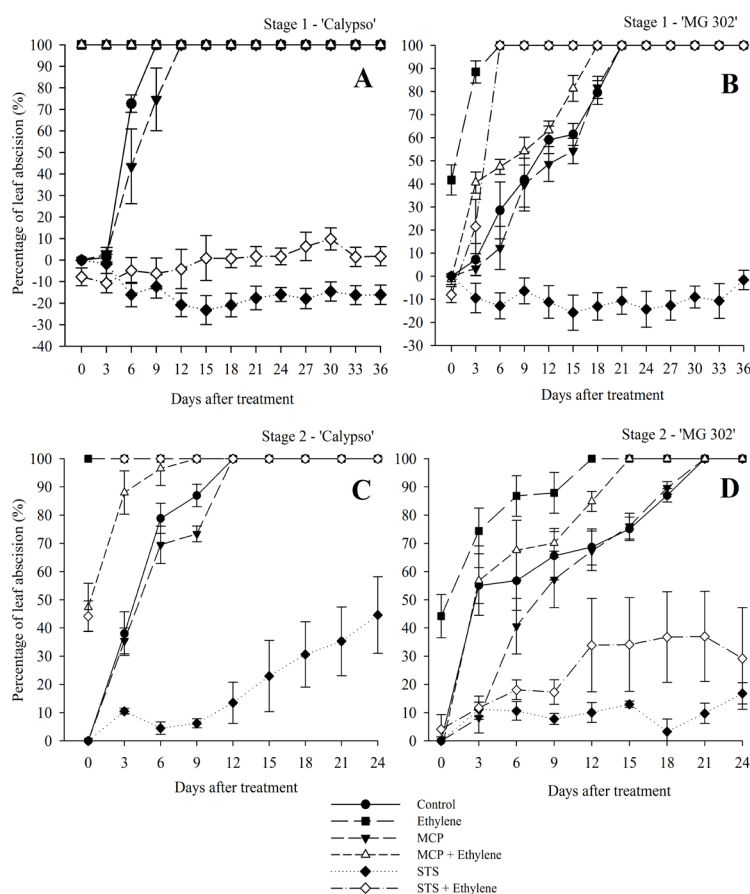 Stage 1 - 'Calypso'
Percentage of leaf abscision (%)
100
90
80
70
60
50
40
30
20
10
0
-10
-20
-30
-40
A
0 3 6 9 12 15 18 21 24 27 30 33 36
Days after treatment
Stage 1 - 'MG 302'
100
90
80
70
60
50
40
30
20
10
0
-10
-20
-30
B
0 3 6 9 12 15 18 21 24 27 30 33 36
Days after treatment
Stage 2 - 'Calypso'
Percentage of leaf abscision (%)
100
90
80
70
60
50
40
30
20
10
0
C
0 3 6 9 12 15 18 21 24
Days after treatment
Stage 2 - 'MG 302'
100
90
80
70
60
50
40
30
20
10
0
D
0 3 6 9 12 15 18 21 24
Days after treatment
Control
Ethylene
MCP
MCP + Ethylene
STS
STS + Ethylene